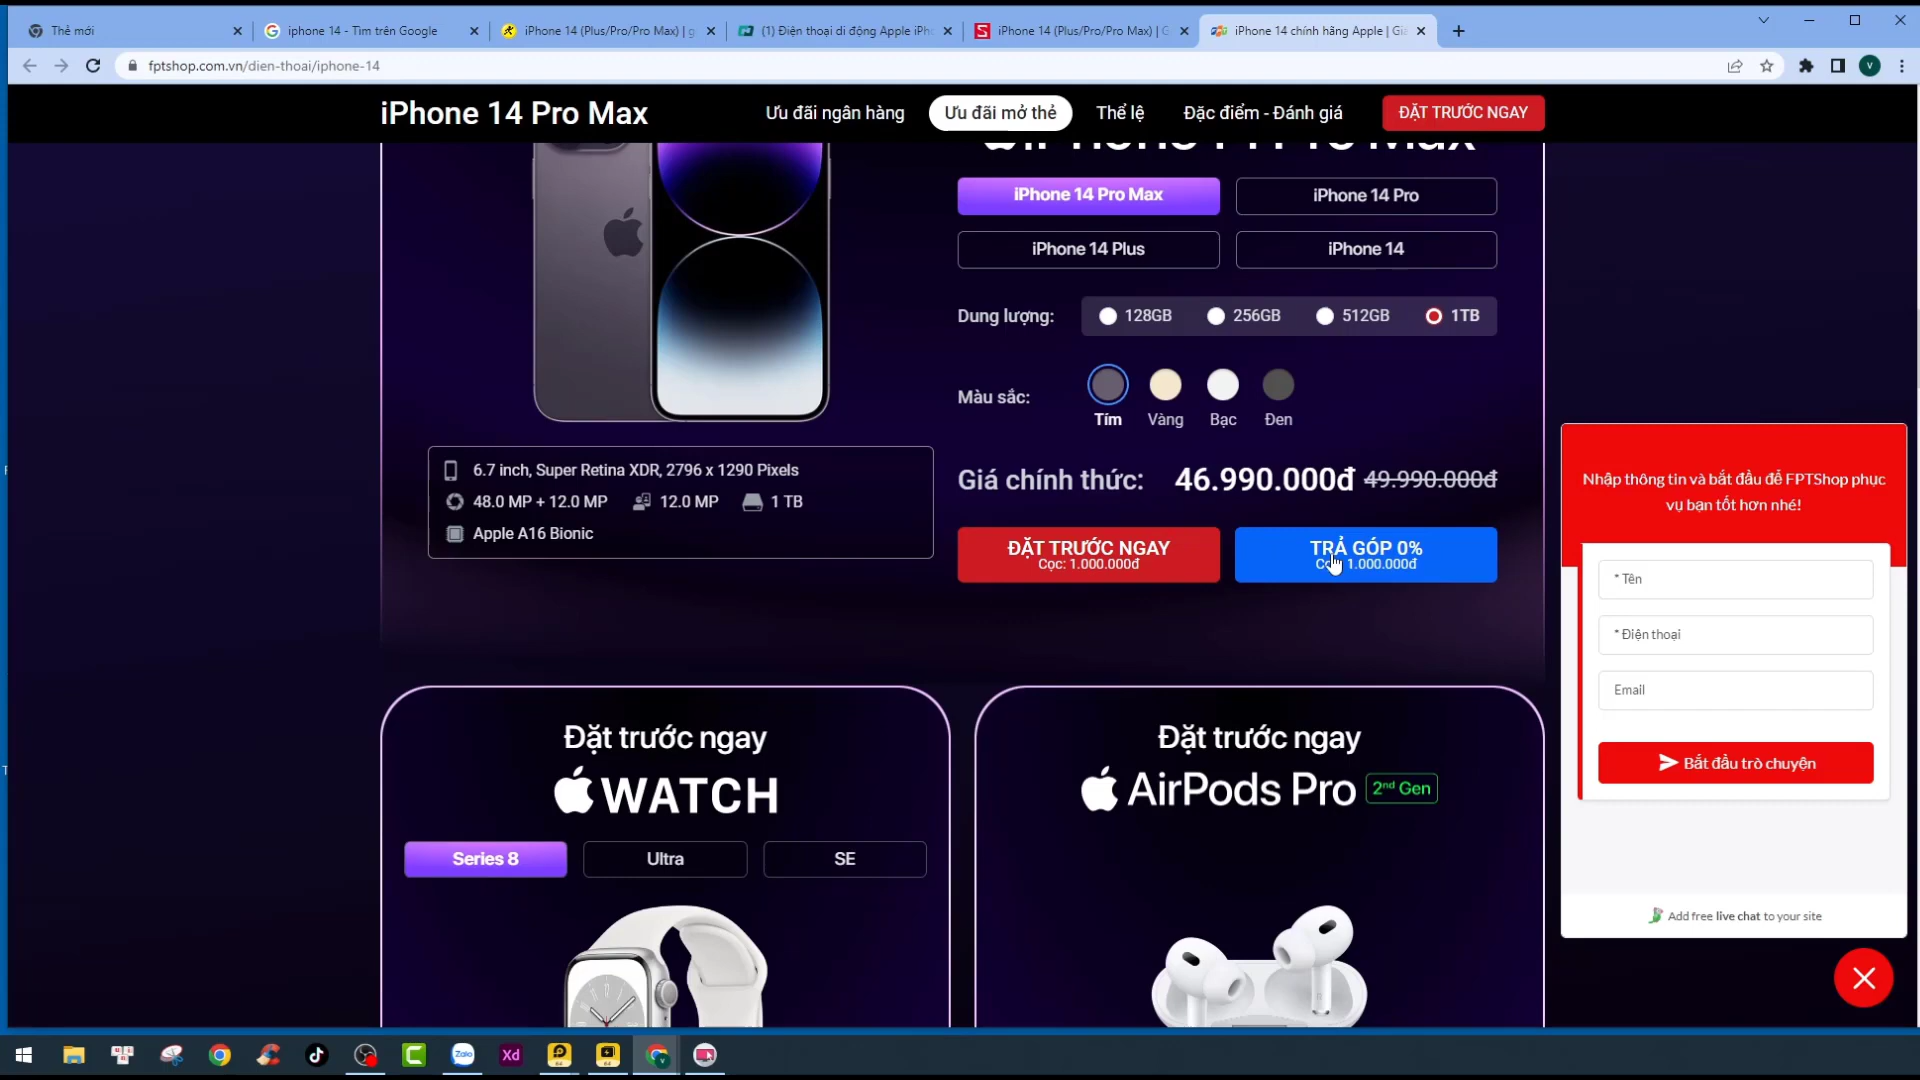 Thẻ mới
iphone 14 - Tìm trên Google
iPhone 14 (Plus/Pro/Pro Max) | g
(1) Điện thoại di động Apple iPh
iPhone 14 (Plus/Pro/Pro Max) | G
iPhone 14 chính hãng Apple | Gi
fptshop.com.vn/dien-thoai/iphone-14
V
iPhone 14 Pro Max
Ưu đãi ngân hàng
Ưu đãi mở thẻ
Thể lệ
Đặc điểm - Đánh giá
ĐẶT TRƯỚC NGAY
iPhone 14 Pro Max
iPhone 14 Pro Max
iPhone 14 Pro
iPhone 14 Plus
iPhone 14
Dung lượng:
128GB
256GB
512GB
1TB
Màu sắc:
Tím
Vàng
Bạc
Đen
6.7 inch, Super Retina XDR, 2796 x 1290 Pixels
48.0 MP + 12.0 MP
12.0 MP
1 TB
Apple A16 Bionic
Giá chính thức:
46.990.000đ
49.990.000đ
ĐẶT TRƯỚC NGAY
Cọc: 1.000.000đ
TRẢ GÓP 0%
Cọc: 1.000.000đ
Nhập thông tin và bắt đầu để FPTShop phục
vụ bạn tốt hơn nhé!
* Tên
* Điện thoại
Email
Bắt đầu trò chuyện
Add free live chat to your site
Đặt trước ngay
WATCH
Series 8
Ultra
SE
Đặt trước ngay
AirPods Pro
2nd Gen
Zalo
Xd
64
64